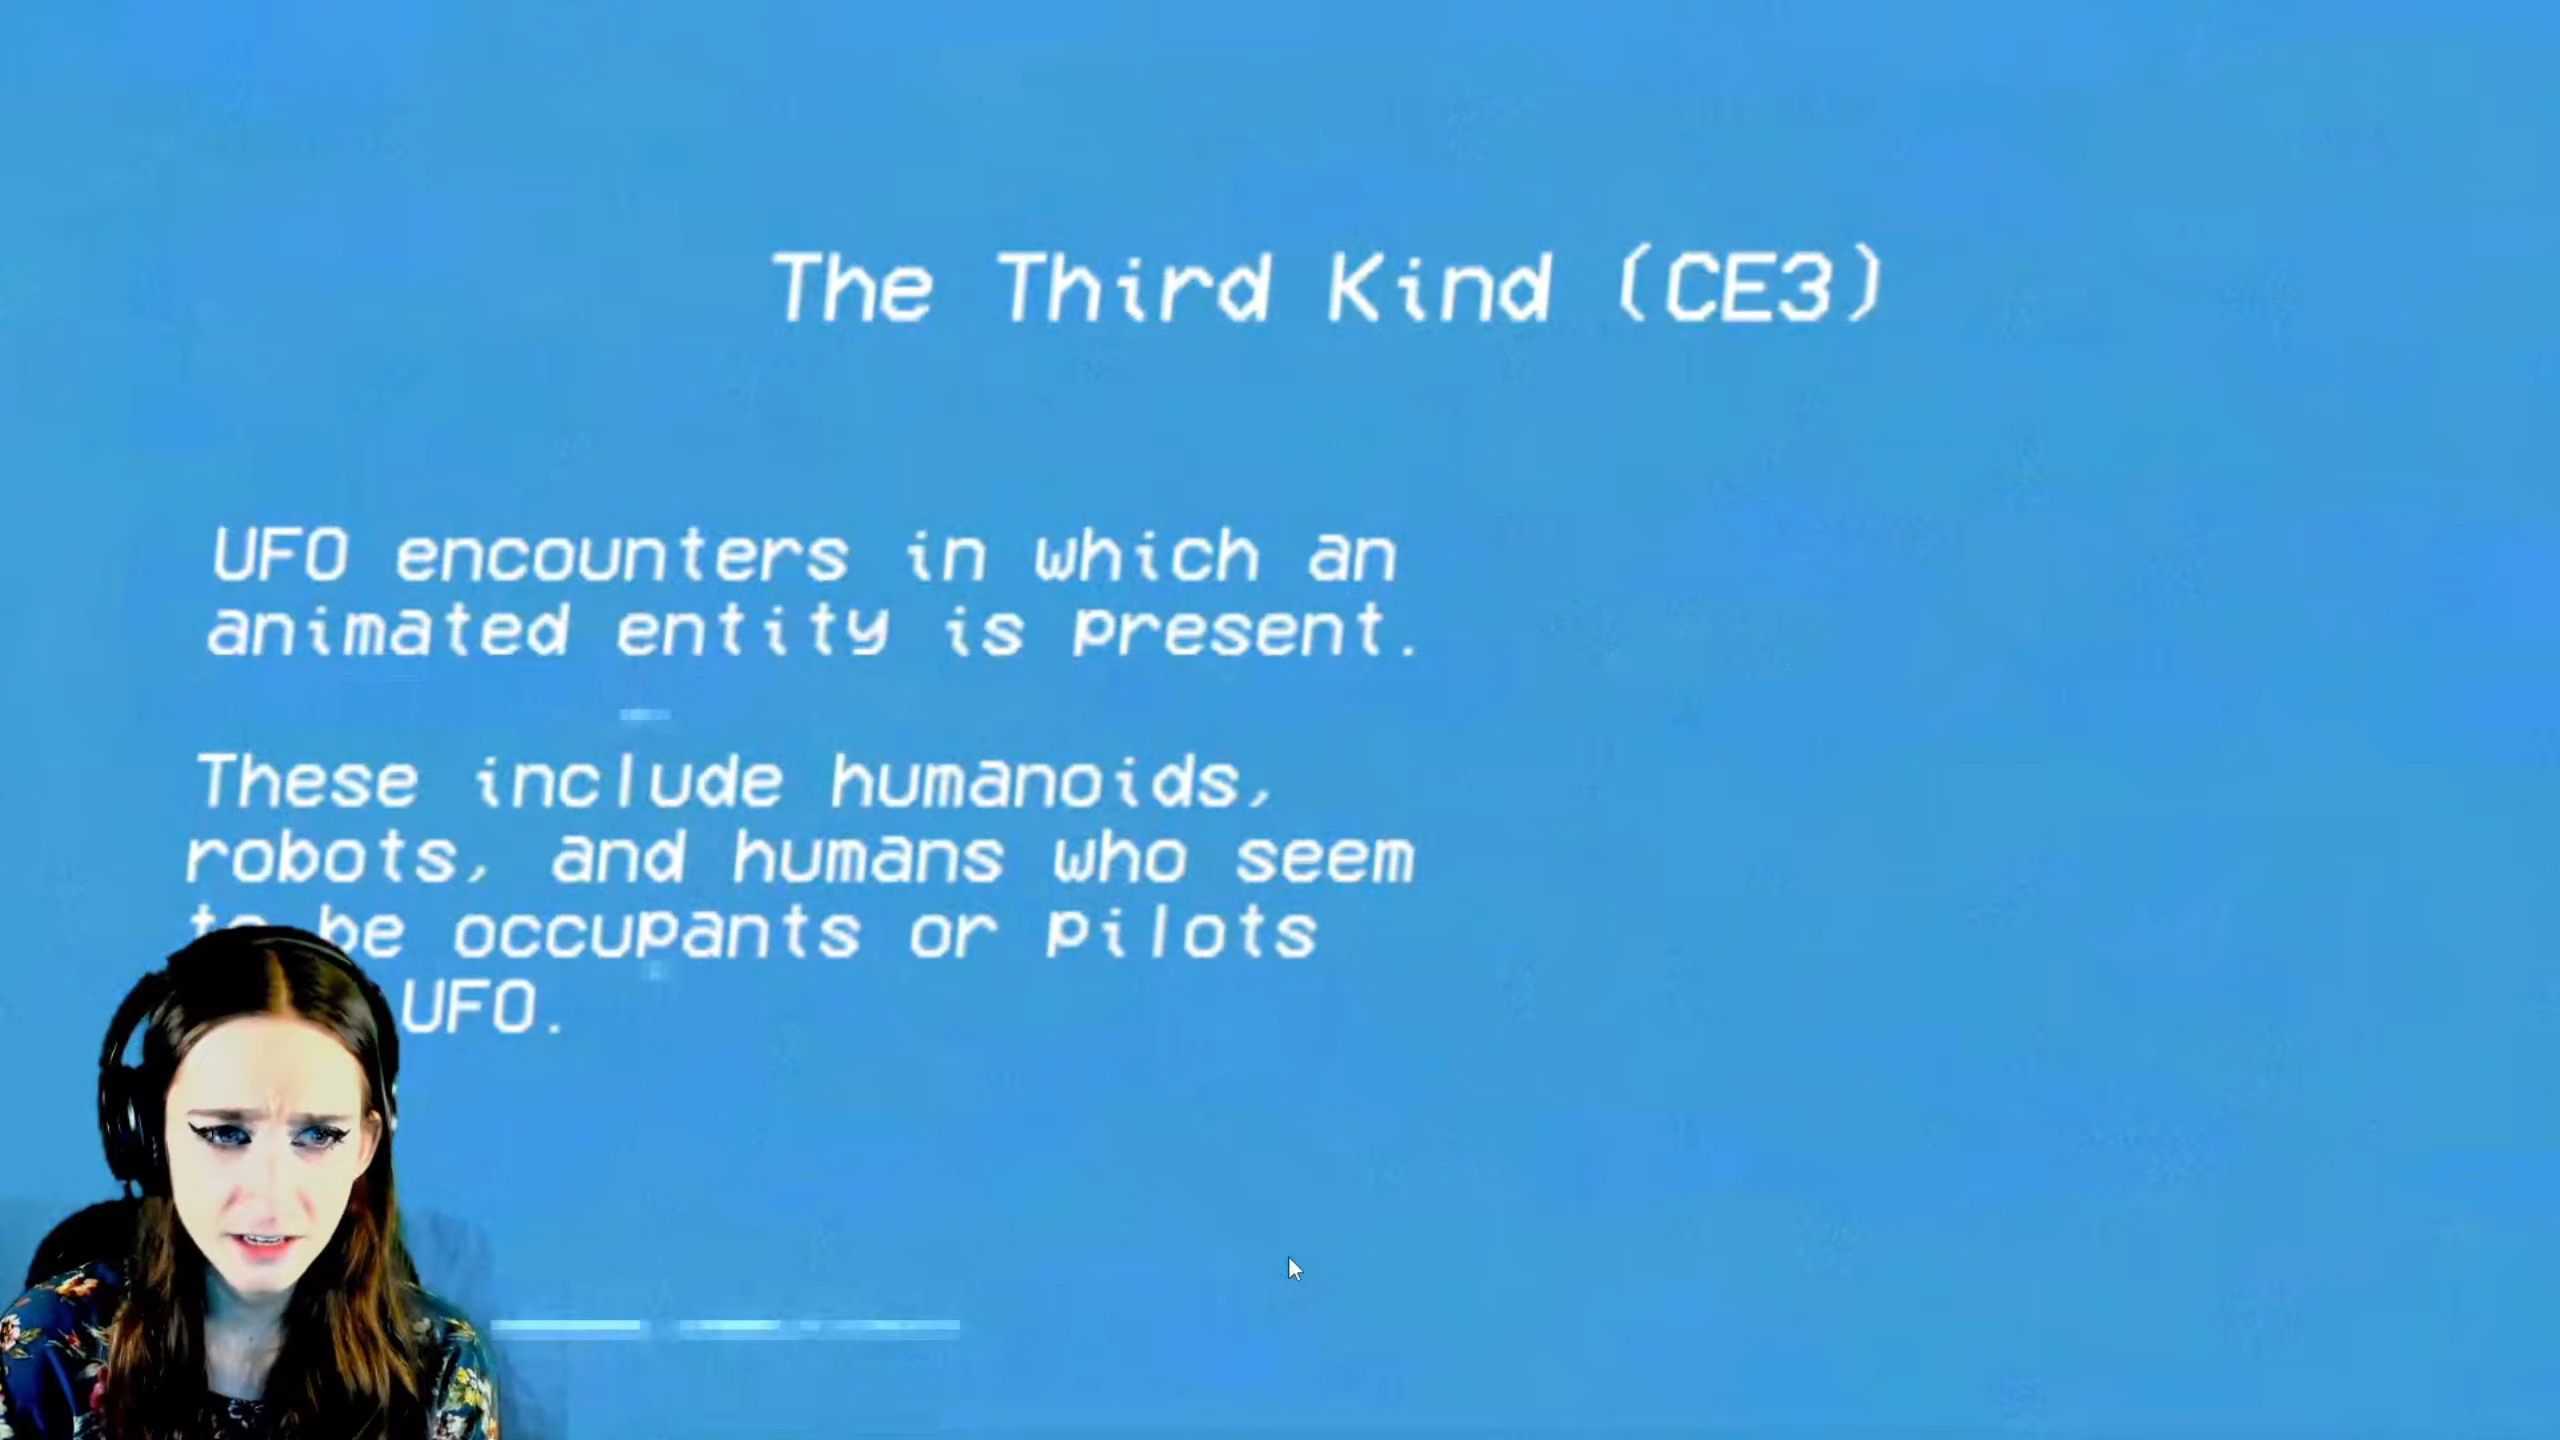 The Third Kind (CE3)
UFO encounters in which an
animated entity is present.
These include humanoids,
robots, and humans who seem
to be occupants or pilots
UFO.